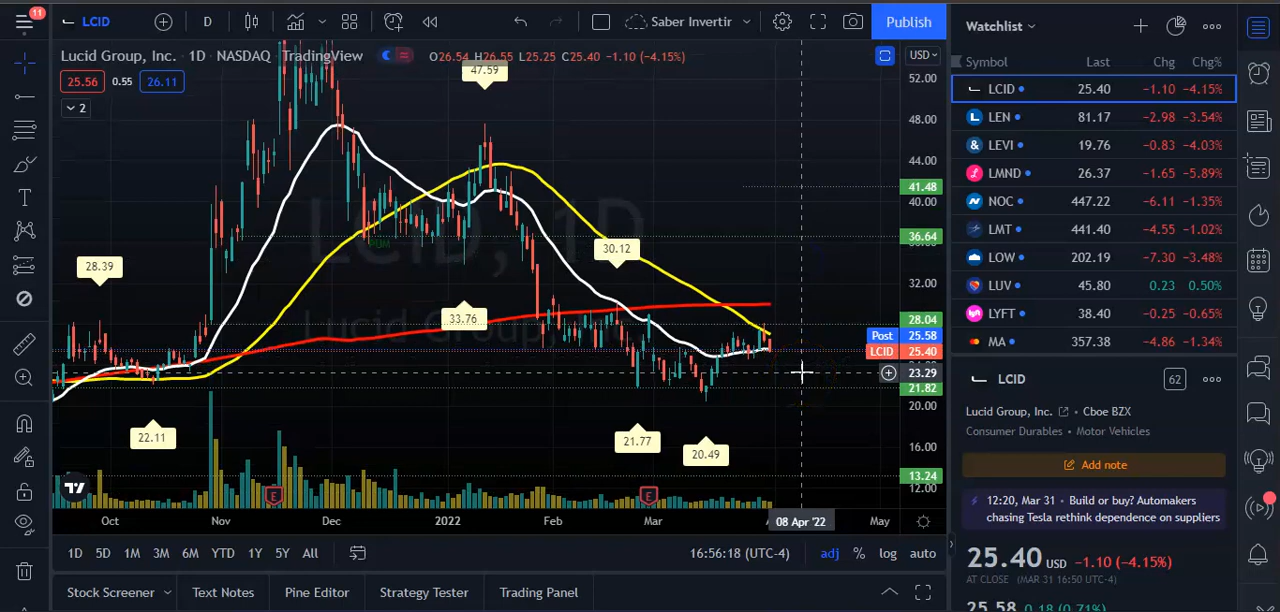 11
LCID
D
Saber Invertir
Publish
Lucid Group, Inc. • 1D • NASDAQ TradingView
O26.54 H26.55 L25.25 C25.40 −1.10 (−4.15%)
25.56 0.55 26.11
2
LCID, 1D
Lucid Group, Inc.
47.59
28.39
30.12
33.76
22.11
21.77
20.49
E
E
USD
52.00
48.00
44.00
41.48
40.00
36.64
32.00
28.04
Post 25.58
LCID 25.40
23.29
21.82
20.00
16.00
13.24
12.00
Oct Nov Dec 2022 Feb Mar 08 Apr '22 May
1D 5D 1M 3M 6M YTD 1Y 5Y All
16:56:18 (UTC-4) adj % log auto
Stock Screener Text Notes Pine Editor Strategy Tester Trading Panel
Watchlist
Symbol Last Chg Chg%
LCID 25.40 −1.10 −4.15%
LEN 81.17 −2.98 −3.54%
LEVI 19.76 −0.83 −4.03%
LMND 26.37 −1.65 −5.89%
NOC 447.22 −6.11 −1.35%
LMT 441.40 −4.55 −1.02%
LOW 202.19 −7.30 −3.48%
LUV 45.80 0.23 0.50%
LYFT 38.40 −0.25 −0.65%
MA 357.38 −4.86 −1.34%
LCID 62
Lucid Group, Inc. • Cboe BZX
Consumer Durables • Motor Vehicles
Add note
12:20, Mar 31 • Build or buy? Automakers
chasing Tesla rethink dependence on suppliers
25.40 USD −1.10 (−4.15%)
AT CLOSE (MAR 31 16:50 UTC-4)
25.58 0.18 (0.71%)